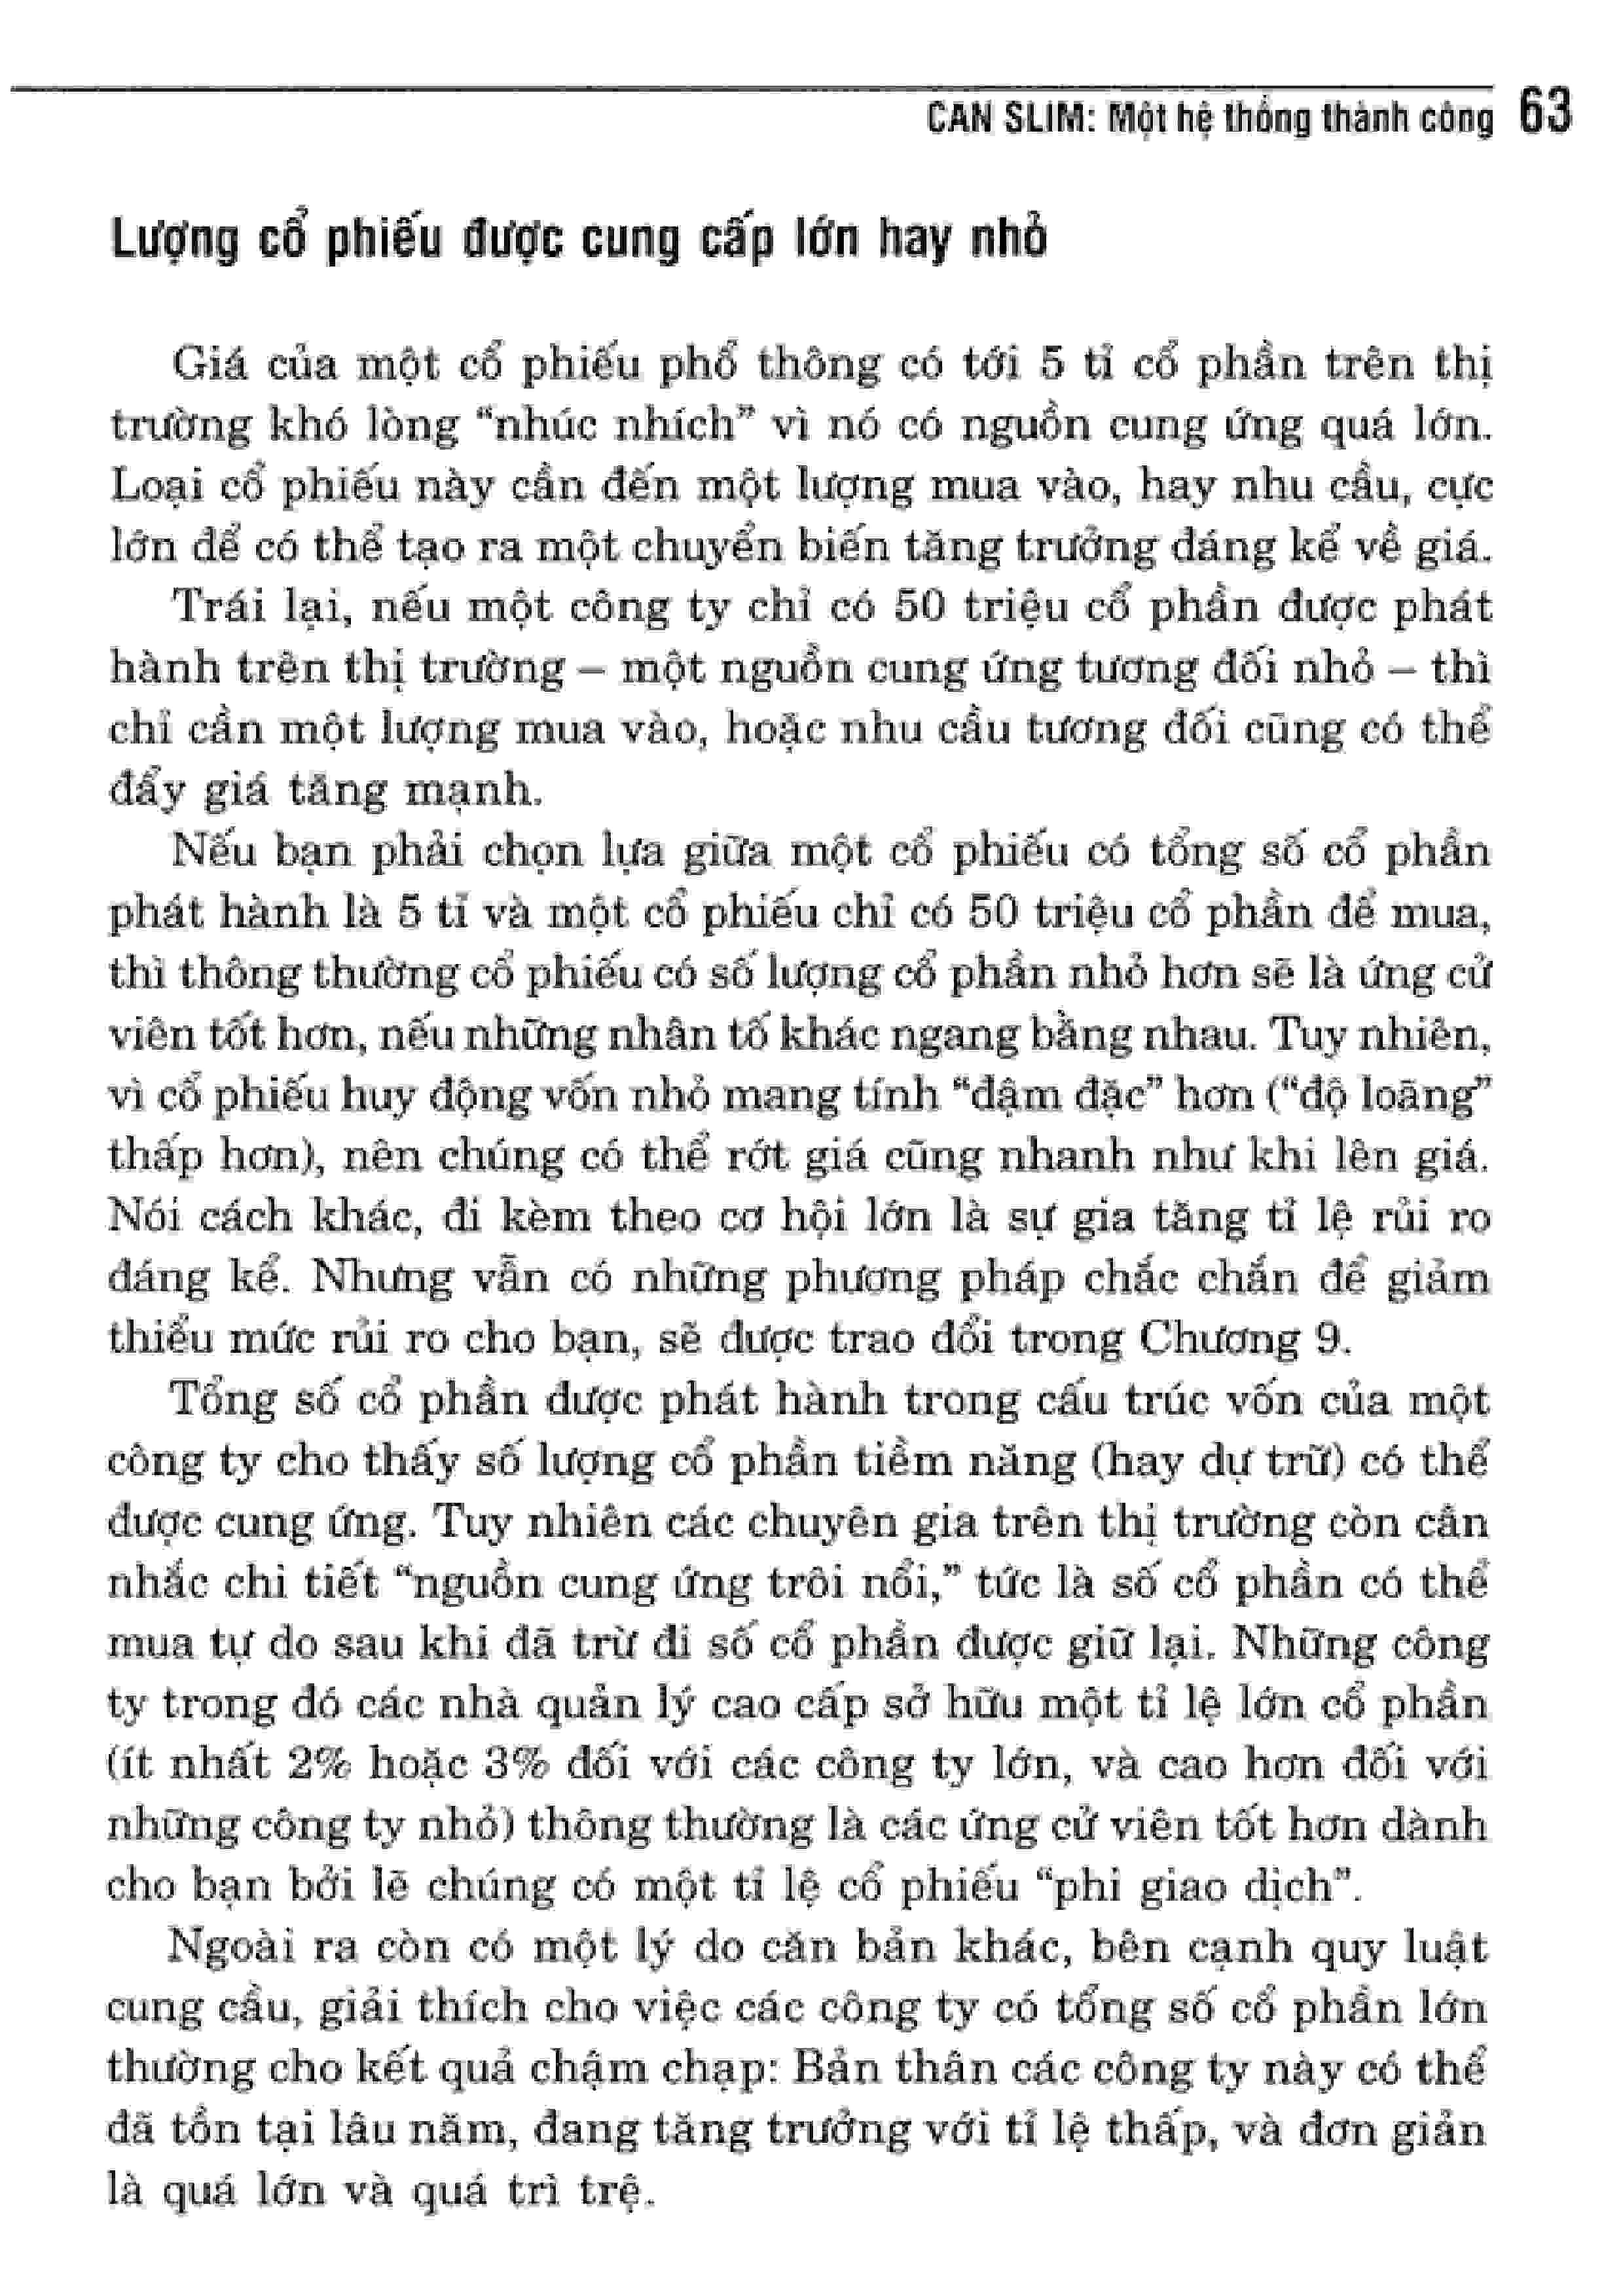 CAN SLIM: Một hệ thống thành công 63
Lượng cổ phiếu được cung cấp lớn hay nhỏ
Giá của một cổ phiếu phổ thông có tới 5 tỉ cổ phần trên thị
trường khó lòng “nhúc nhích” vì nó có nguồn cung ứng quá lớn.
Loại cổ phiếu này cần đến một lượng mua vào, hay nhu cầu, cực
lớn để có thể tạo ra một chuyển biến tăng trưởng đáng kể về giá.
Trái lại, nếu một công ty chỉ có 50 triệu cổ phần được phát
hành trên thị trường – một nguồn cung ứng tương đối nhỏ – thì
chỉ cần một lượng mua vào, hoặc nhu cầu tương đối cũng có thể
đẩy giá tăng mạnh.
Nếu bạn phải chọn lựa giữa một cổ phiếu có tổng số cổ phần
phát hành là 5 tỉ và một cổ phiếu chỉ có 50 triệu cổ phần để mua,
thì thông thường cổ phiếu có số lượng cổ phần nhỏ hơn sẽ là ứng cử
viên tốt hơn, nếu những nhân tố khác ngang bằng nhau. Tuy nhiên,
vì cổ phiếu huy động vốn nhỏ mang tính “đậm đặc” hơn (“độ loãng”
thấp hơn), nên chúng có thể rớt giá cũng nhanh như khi lên giá.
Nói cách khác, đi kèm theo cơ hội lớn là sự gia tăng tỉ lệ rủi ro
đáng kể. Nhưng vẫn có những phương pháp chắc chắn để giảm
thiểu mức rủi ro cho bạn, sẽ được trao đổi trong Chương 9.
Tổng số cổ phần được phát hành trong cấu trúc vốn của một
công ty cho thấy số lượng cổ phần tiềm năng (hay dự trữ) có thể
được cung ứng. Tuy nhiên các chuyên gia trên thị trường còn cân
nhắc chi tiết “nguồn cung ứng trôi nổi,” tức là số cổ phần có thể
mua tự do sau khi đã trừ đi số cổ phần được giữ lại. Những công
ty trong đó các nhà quản lý cao cấp sở hữu một tỉ lệ lớn cổ phần
(ít nhất 2% hoặc 3% đối với các công ty lớn, và cao hơn đối với
những công ty nhỏ) thông thường là các ứng cử viên tốt hơn dành
cho bạn bởi lẽ chúng có một tỉ lệ cổ phiếu “phi giao dịch”.
Ngoài ra còn có một lý do căn bản khác, bên cạnh quy luật
cung cầu, giải thích cho việc các công ty có tổng số cổ phần lớn
thường cho kết quả chậm chạp: Bản thân các công ty này có thể
đã tồn tại lâu năm, đang tăng trưởng với tỉ lệ thấp, và đơn giản
là quá lớn và quá trì trệ.